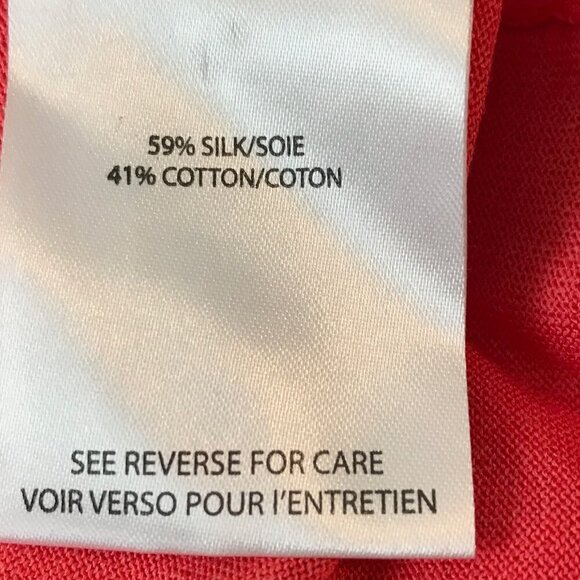 59% SILK/SOIE
41% COTTON/COTON
SEE REVERSE FOR CARE
VOIR VERSO POUR l'ENTRETIEN